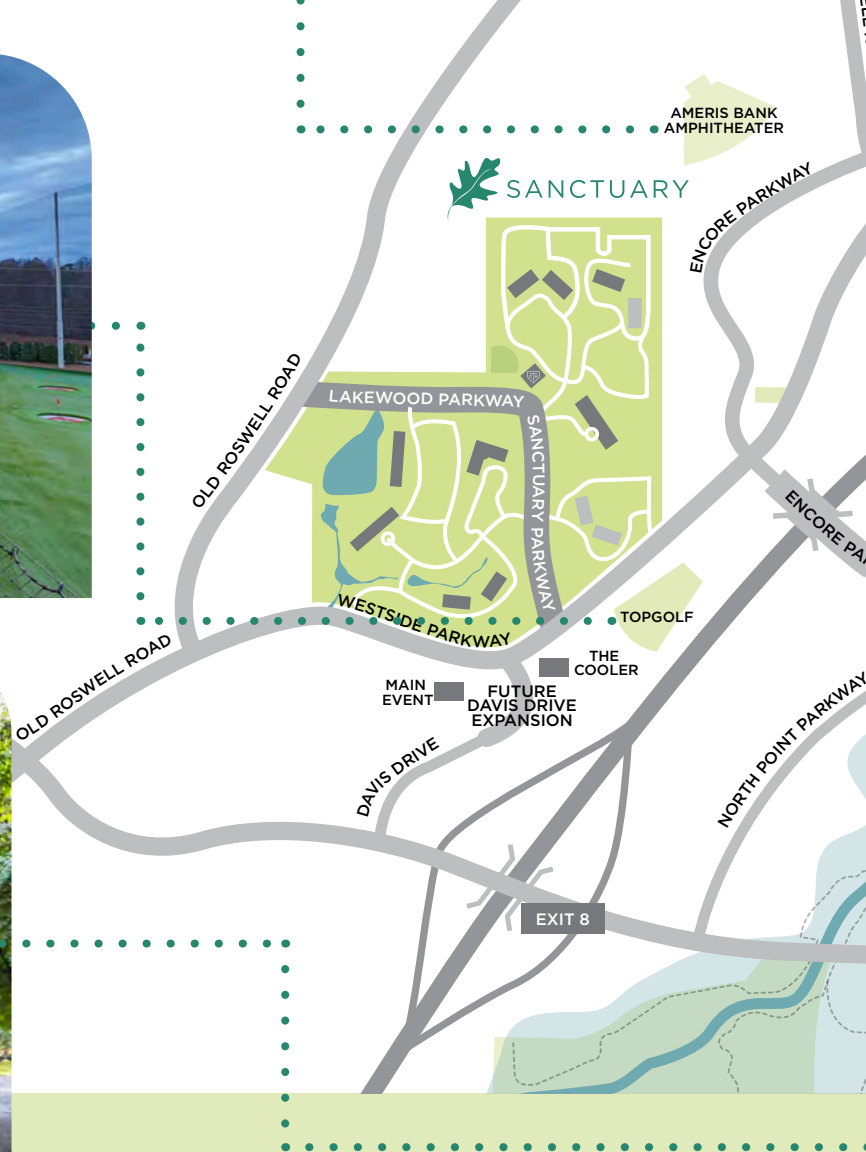 AMERIS BANK
AMPHITHEATER
SANCTUARY
ENCORE PARKWAY
OLD ROSWELL ROAD
LAKEWOOD PARKWAY
SANCTUARY PARKWAY
ENCORE PA
WESTSIDE PARKWAY
TOPGOLF
OLD ROSWELL ROAD
THE
COOLER
MAIN
EVENT
FUTURE
DAVIS DRIVE
EXPANSION
DAVIS DRIVE
NORTH POINT PARKWAY
EXIT 8